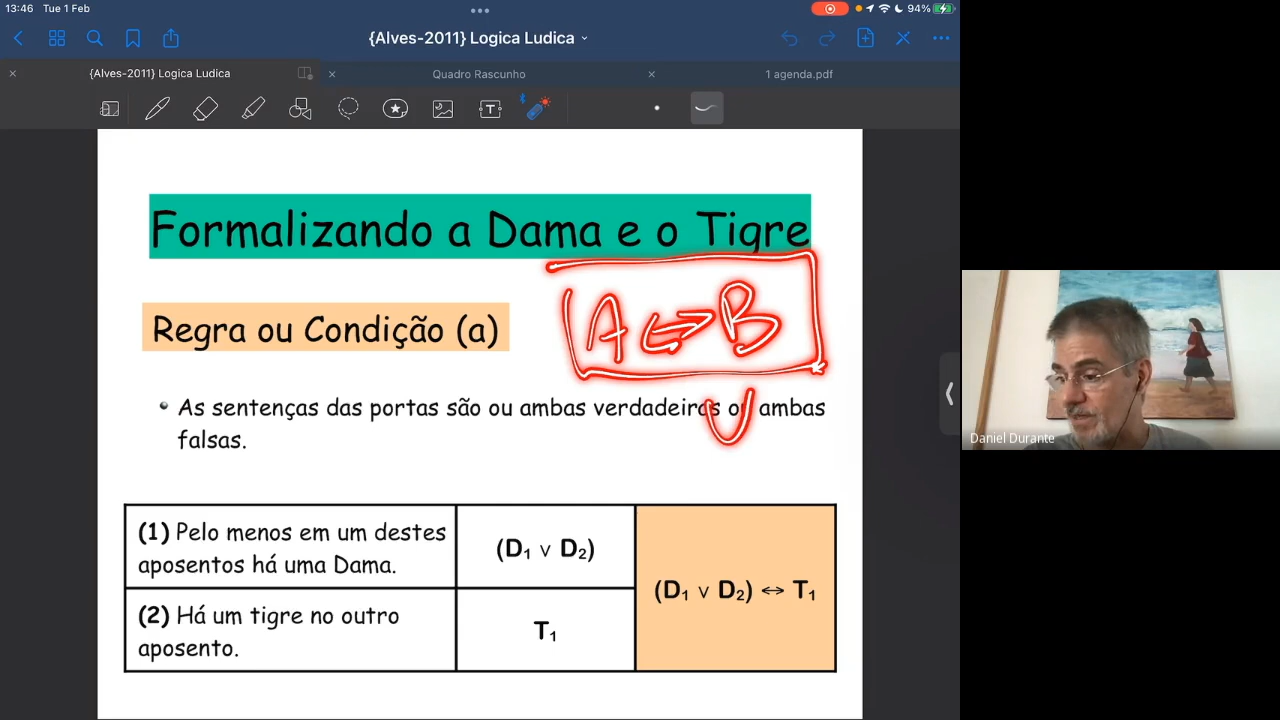 13:46 Tue 1 Feb
94%
{Alves-2011} Logica Ludica
{Alves-2011} Logica Ludica
Quadro Rascunho
1 agenda.pdf
T
Formalizando a Dama e o Tigre
A ↔ B
Regra ou Condição (a)
V
• As sentenças das portas são ou ambas verdadeiras ou ambas
falsas.
(1) Pelo menos em um destes
aposentos há uma Dama.
(D₁ ∨ D₂)
(D₁ ∨ D₂) ↔ T₁
(2) Há um tigre no outro
aposento.
T₁
Daniel Durante